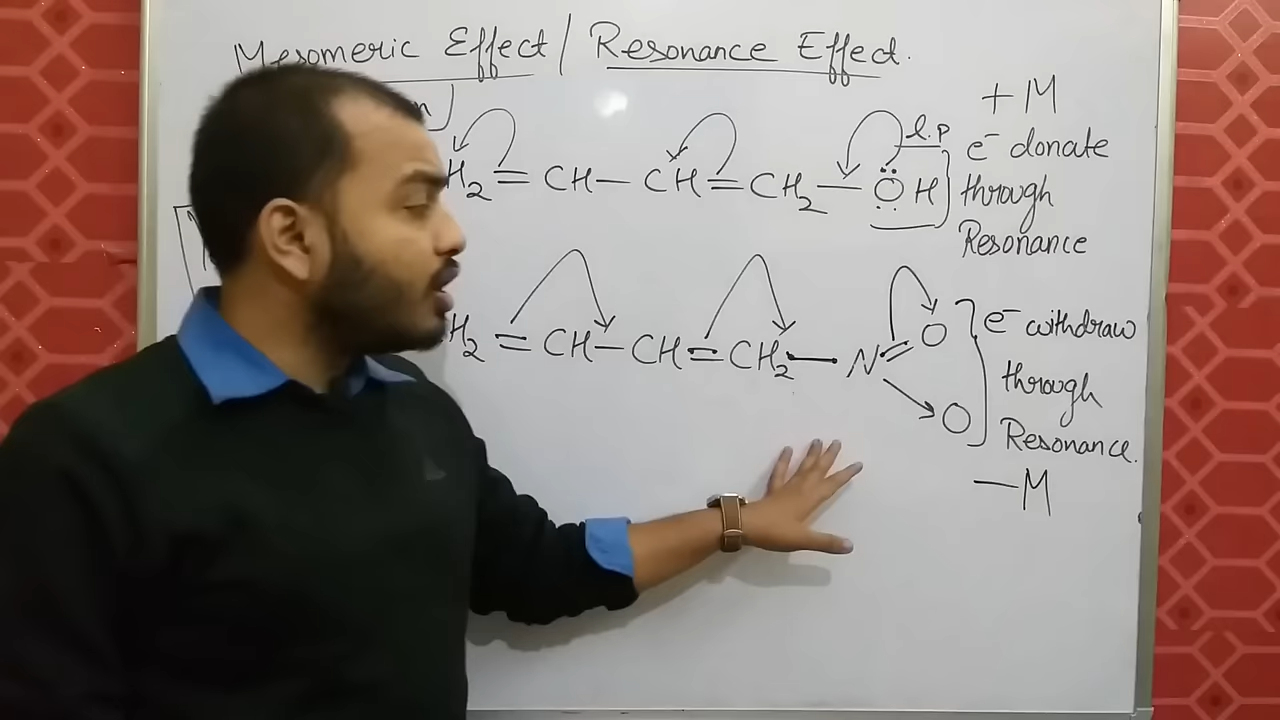 Mesomeric Effect / Resonance Effect.
+M
H₂=CH–CH=CH₂–ÖH l.p
e⁻ donate
through
Resonance
H₂=CH–CH=CH₂–N=O
O
e⁻ withdraw
through
Resonance.
–M